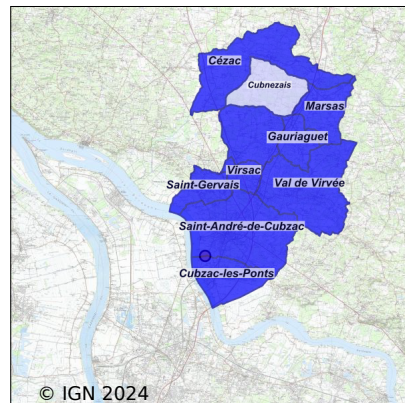 Cézac
Cubnezais
Marsas
Gauriaguet
Virsac
Saint-Gervais
Val de Virvée
Saint-André-de-Cubzac
Cubzac-les-Ponts
© IGN 2024